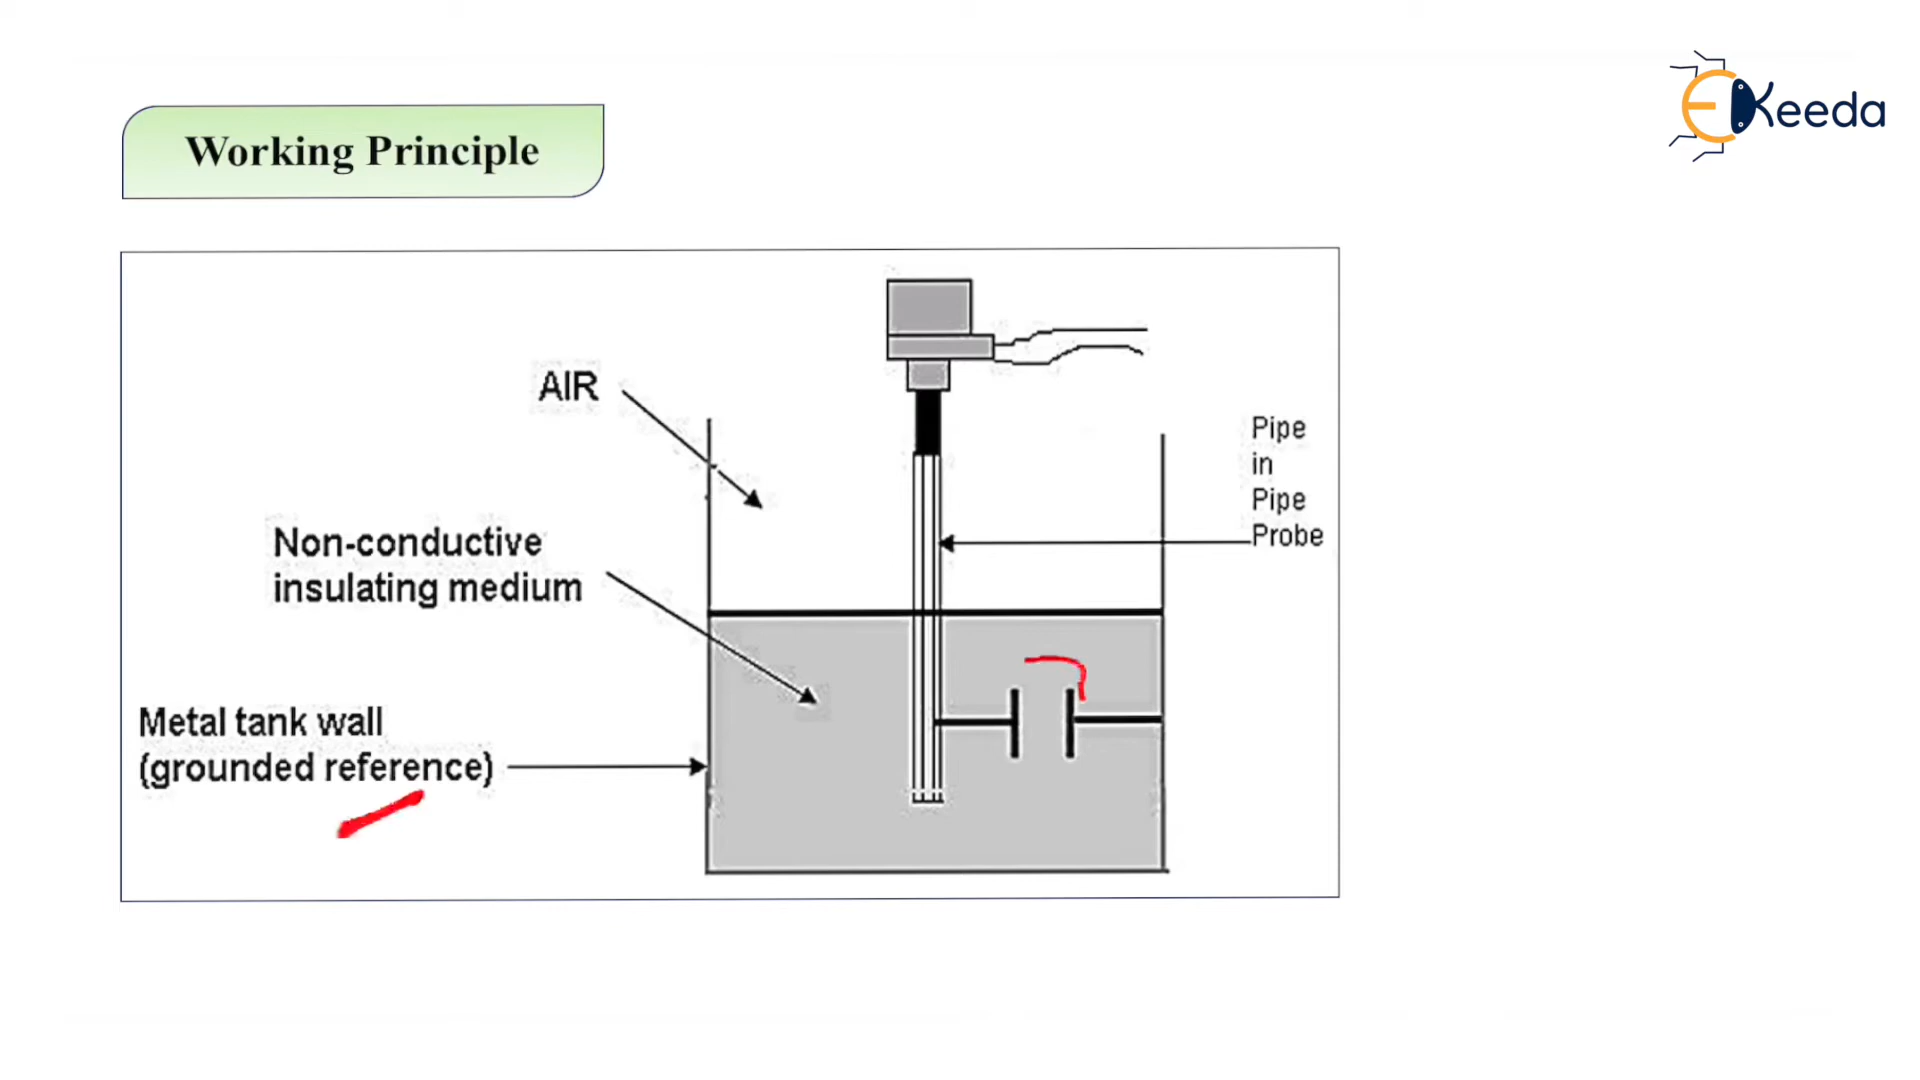 Keeda
Working Principle
AIR
Pipe
in
Pipe
Probe
Non-conductive
insulating medium
Metal tank wall
(grounded reference)